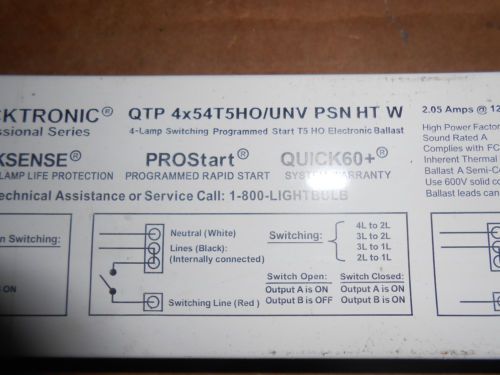 CKTRONIC® QTP 4x54T5HO/UNV PSN HT W
ssional Series 4-Lamp Switching Programmed Start T5 HO Electronic Ballast
KSENSE® PROStart® QUICK60+®
LAMP LIFE PROTECTION PROGRAMMED RAPID START SYSTEM WARRANTY
echnical Assistance or Service Call: 1-800-LIGHTBULB
2.05 Amps @ 12
High Power Factor
Sound Rated A
Complies with FC
Inherent Thermal
Ballast A Semi-C
Use 600V solid co
Ballast leads can
n Switching:
is ON
Neutral (White)
Lines (Black):
(Internally connected)
Switching Line (Red )
Switching:
4L to 2L
3L to 2L
3L to 1L
2L to 1L
Switch Open: Switch Closed:
Output A is ON Output A is ON
Output B is OFF Output B is ON